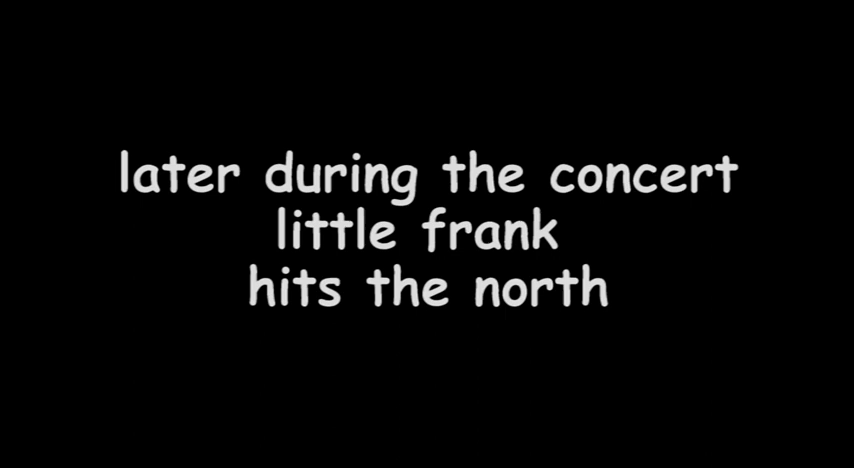 later during the concert
little frank
hits the north